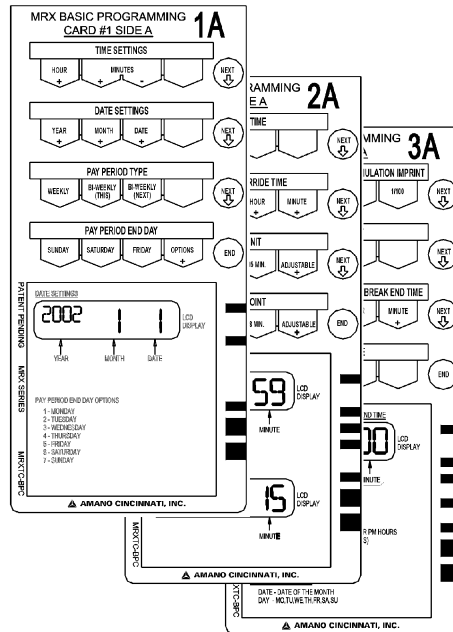 MRX BASIC PROGRAMMING
CARD #1 SIDE A
1A
TIME SETTINGS
HOUR + MINUTES + - NEXT
DATE SETTINGS
YEAR + MONTH + DATE + NEXT
PAY PERIOD TYPE
WEEKLY BI-WEEKLY (THIS) BI-WEEKLY (NEXT) NEXT
PAY PERIOD END DAY
SUNDAY SATURDAY FRIDAY OPTIONS + END
DATE SETTINGS
2002 1 1 LCD DISPLAY
YEAR MONTH DATE
PAY PERIOD END DAY OPTIONS
1 - MONDAY
2 - TUESDAY
3 - WEDNESDAY
4 - THURSDAY
5 - FRIDAY
6 - SATURDAY
7 - SUNDAY
PATENT PENDING
MRX SERIES
MRXTC-BPC
AMANO CINCINNATI, INC.
RAMMING
E A
2A
TIME
NEXT
RRIDE TIME
HOUR + MINUTE + NEXT
NIT
5 MIN. ADJUSTABLE + NEXT
OINT
MIN. ADJUSTABLE + END
59 LCD DISPLAY
MINUTE
15 LCD DISPLAY
MINUTE
MRXTC-BPC
AMANO CINCINNATI, INC.
MMING
A
3A
ULATION IMPRINT
1/100 NEXT
NEXT
BREAK END TIME
MINUTE + NEXT
END
ND TIME
00 LCD DISPLAY
MINUTE
R PM HOURS
S)
XTC-BPC
DATE - DATE OF THE MONTH
DAY - MO,TU,WE,TH,FR,SA,SU
AMANO CINCINNATI, INC.